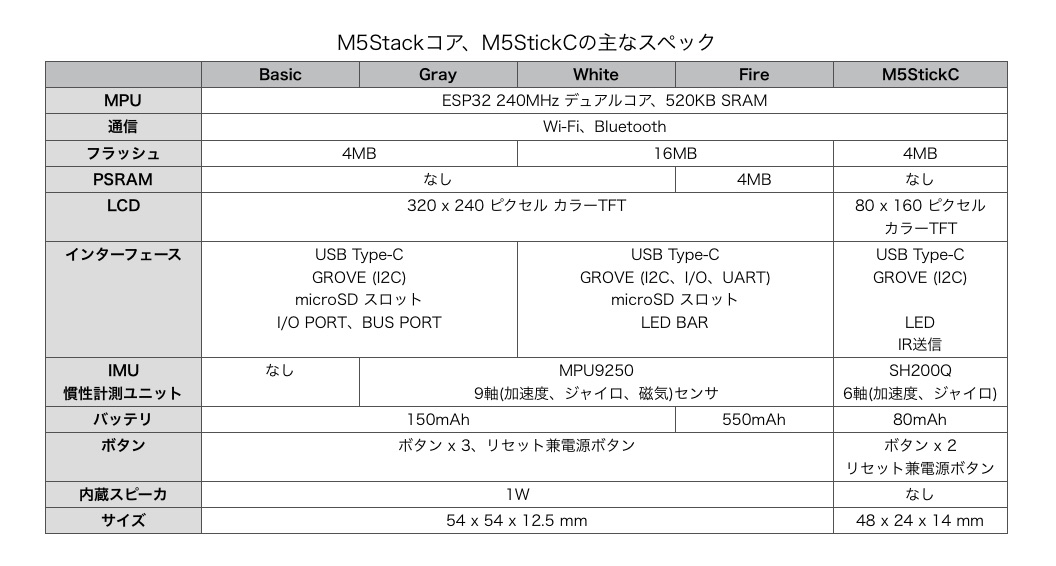 M5Stackコア、M5StickCの主なスペック
Basic Gray White Fire M5StickC
MPU ESP32 240MHz デュアルコア、520KB SRAM
通信 Wi-Fi、Bluetooth
フラッシュ 4MB 16MB 4MB
PSRAM なし 4MB なし
LCD 320 x 240 ピクセル カラーTFT 80 x 160 ピクセル
カラーTFT
インターフェース USB Type-C USB Type-C USB Type-C
GROVE (I2C) GROVE (I2C、I/O、UART) GROVE (I2C)
microSD スロット microSD スロット
I/O PORT、BUS PORT LED BAR LED
IR送信
IMU なし MPU9250 SH200Q
慣性計測ユニット 9軸(加速度、ジャイロ、磁気)センサ 6軸(加速度、ジャイロ)
バッテリ 150mAh 550mAh 80mAh
ボタン ボタン x 3、リセット兼電源ボタン ボタン x 2
リセット兼電源ボタン
内蔵スピーカ 1W なし
サイズ 54 x 54 x 12.5 mm 48 x 24 x 14 mm